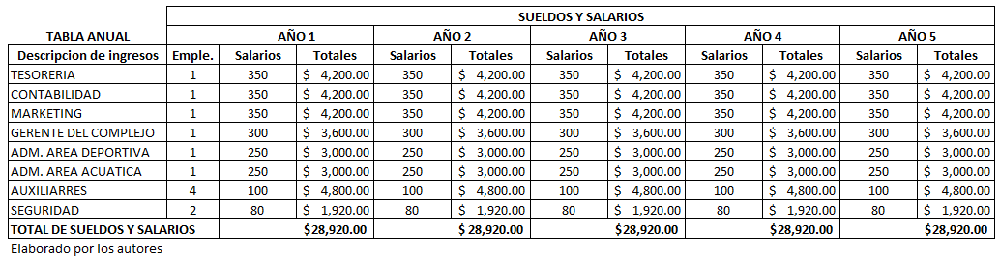 SUELDOS Y SALARIOS
TABLA ANUAL AÑO 1 AÑO 2 AÑO 3 AÑO 4 AÑO 5
Descripcion de ingresos Emple. Salarios Totales Salarios Totales Salarios Totales Salarios Totales Salarios Totales
TESORERIA 1 350 $ 4,200.00 350 $ 4,200.00 350 $ 4,200.00 350 $ 4,200.00 350 $ 4,200.00
CONTABILIDAD 1 350 $ 4,200.00 350 $ 4,200.00 350 $ 4,200.00 350 $ 4,200.00 350 $ 4,200.00
MARKETING 1 350 $ 4,200.00 350 $ 4,200.00 350 $ 4,200.00 350 $ 4,200.00 350 $ 4,200.00
GERENTE DEL COMPLEJO 1 300 $ 3,600.00 300 $ 3,600.00 300 $ 3,600.00 300 $ 3,600.00 300 $ 3,600.00
ADM. AREA DEPORTIVA 1 250 $ 3,000.00 250 $ 3,000.00 250 $ 3,000.00 250 $ 3,000.00 250 $ 3,000.00
ADM. AREA ACUATICA 1 250 $ 3,000.00 250 $ 3,000.00 250 $ 3,000.00 250 $ 3,000.00 250 $ 3,000.00
AUXILIARRES 4 100 $ 4,800.00 100 $ 4,800.00 100 $ 4,800.00 100 $ 4,800.00 100 $ 4,800.00
SEGURIDAD 2 80 $ 1,920.00 80 $ 1,920.00 80 $ 1,920.00 80 $ 1,920.00 80 $ 1,920.00
TOTAL DE SUELDOS Y SALARIOS $28,920.00 $ 28,920.00 $28,920.00 $28,920.00 $28,920.00
Elaborado por los autores